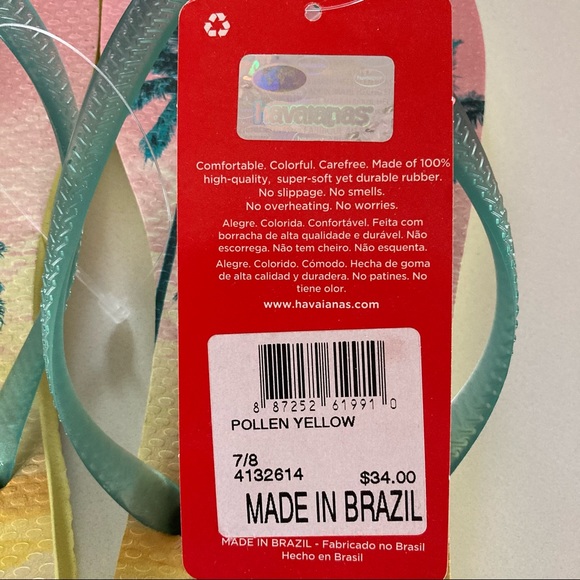 havaianas
Comfortable. Colorful. Carefree. Made of 100%
high-quality, super-soft yet durable rubber.
No slippage. No smells.
No overheating. No worries.
Alegre. Colorida. Confortável. Feita com
borracha de alta qualidade e durável. Não
escorrega. Não tem cheiro. Não esquenta.
Alegre. Colorido. Cómodo. Hecha de goma
de alta calidad y duradera. No patines. No
tiene olor.
www.havaianas.com
8 87252 61991 0
POLLEN YELLOW
7/8
4132614 $34.00
MADE IN BRAZIL
MADE IN BRAZIL - Fabricado no Brasil
Hecho en Brasil